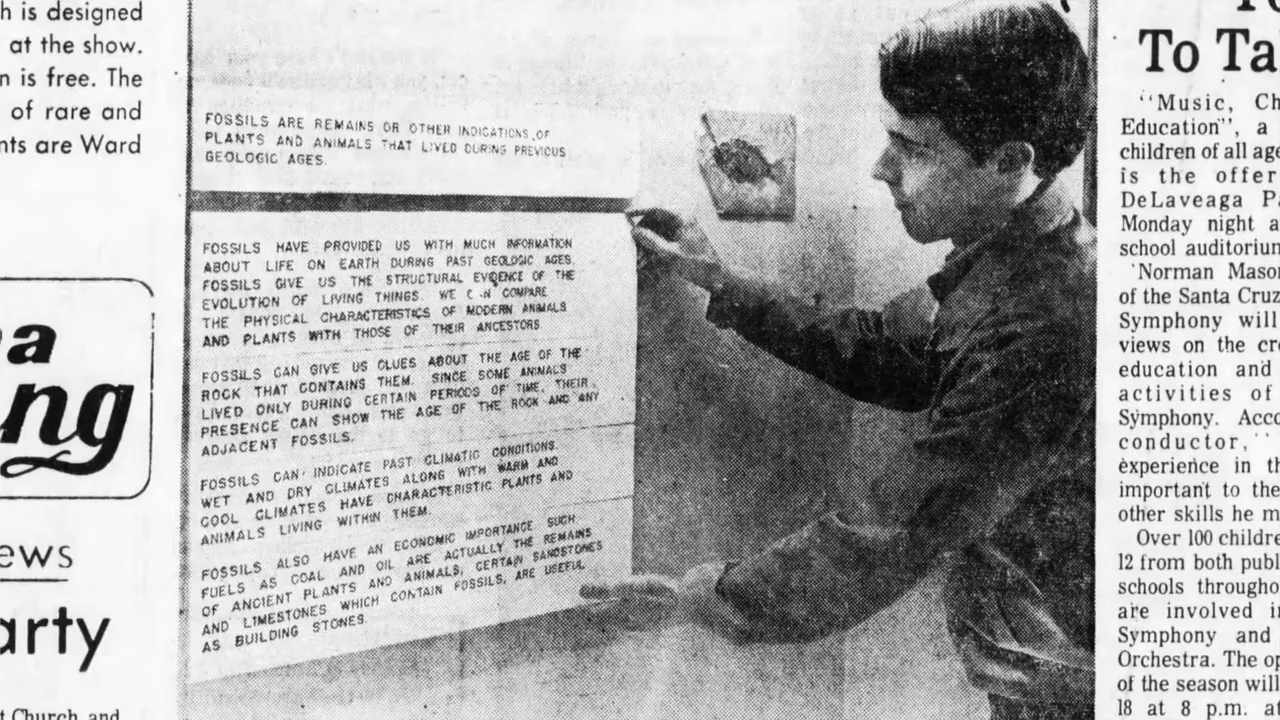 h is designed
at the show.
n is free. The
of rare and
nts are Ward
a
ng
ews
arty
t Church and
FOSSILS ARE REMAINS OR OTHER INDICATIONS OF
PLANTS AND ANIMALS THAT LIVED DURING PREVIOUS
GEOLOGIC AGES.
FOSSILS HAVE PROVIDED US WITH MUCH INFORMATION
ABOUT LIFE ON EARTH DURING PAST GEOLOGIC AGES.
FOSSILS GIVE US THE STRUCTURAL EVIDENCE OF THE
EVOLUTION OF LIVING THINGS. WE CAN COMPARE
THE PHYSICAL CHARACTERISTICS OF MODERN ANIMALS
AND PLANTS WITH THOSE OF THEIR ANCESTORS.
FOSSILS CAN GIVE US CLUES ABOUT THE AGE OF THE
ROCK THAT CONTAINS THEM. SINCE SOME ANIMALS
LIVED ONLY DURING CERTAIN PERIODS OF TIME, THEIR
PRESENCE CAN SHOW THE AGE OF THE ROCK AND ANY
ADJACENT FOSSILS.
FOSSILS CAN INDICATE PAST CLIMATIC CONDITIONS.
WET AND DRY CLIMATES ALONG WITH WARM AND
COOL CLIMATES HAVE CHARACTERISTIC PLANTS AND
ANIMALS LIVING WITHIN THEM.
FOSSILS ALSO HAVE AN ECONOMIC IMPORTANCE SUCH
FUELS AS COAL AND OIL ARE ACTUALLY THE REMAINS
OF ANCIENT PLANTS AND ANIMALS, CERTAIN SANDSTONES
AND LIMESTONES WHICH CONTAIN FOSSILS, ARE USEFUL
AS BUILDING STONES.
To Ta
"Music, Ch
Education", a
children of all age
is the offer
DeLaveaga Pa
Monday night a
school auditorium
Norman Mason
of the Santa Cruz
Symphony will
views on the cre
education and
activities of
Symphony. Acco
conductor, "
experience in th
important to the
other skills he m
Over 100 childre
12 from both publ
schools througho
are involved in
Symphony and
Orchestra. The op
of the season will
18 at 8 p.m. at